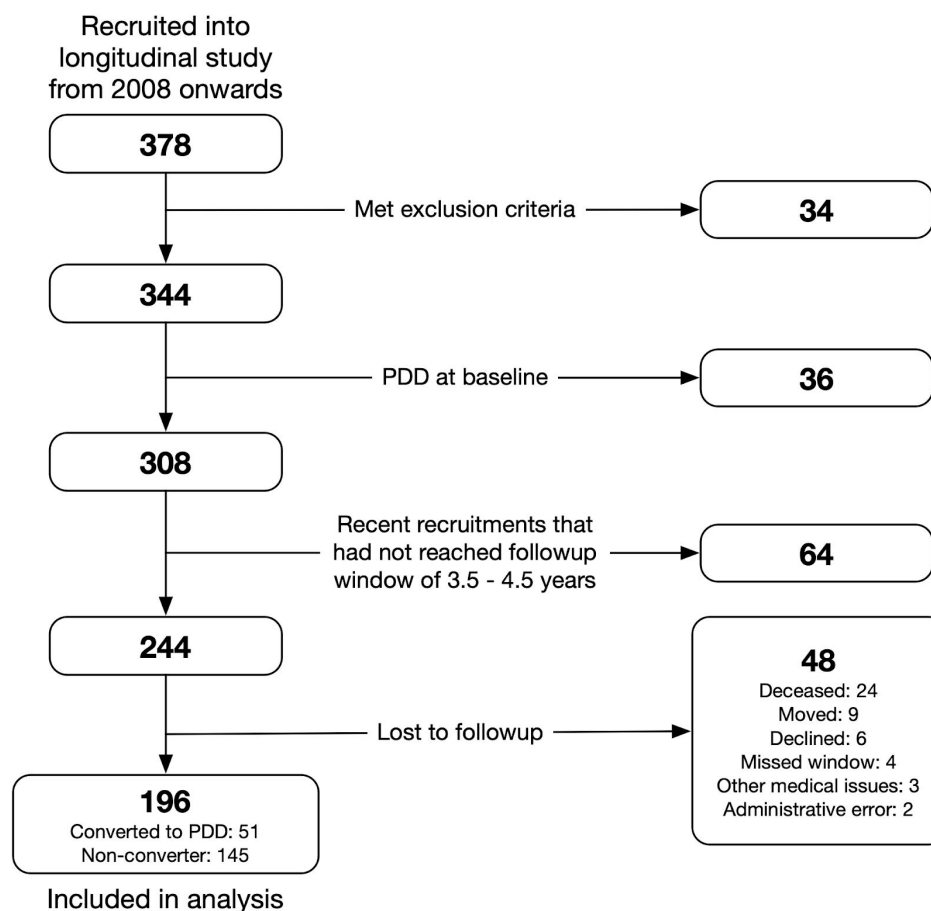 Recruited into
longitudinal study
from 2008 onwards
378
Met exclusion criteria
34
344
PDD at baseline
36
308
Recent recruitments that
had not reached followup
window of 3.5 - 4.5 years
64
244
Lost to followup
48
Deceased: 24
Moved: 9
Declined: 6
Missed window: 4
Other medical issues: 3
Administrative error: 2
196
Converted to PDD: 51
Non-converter: 145
Included in analysis